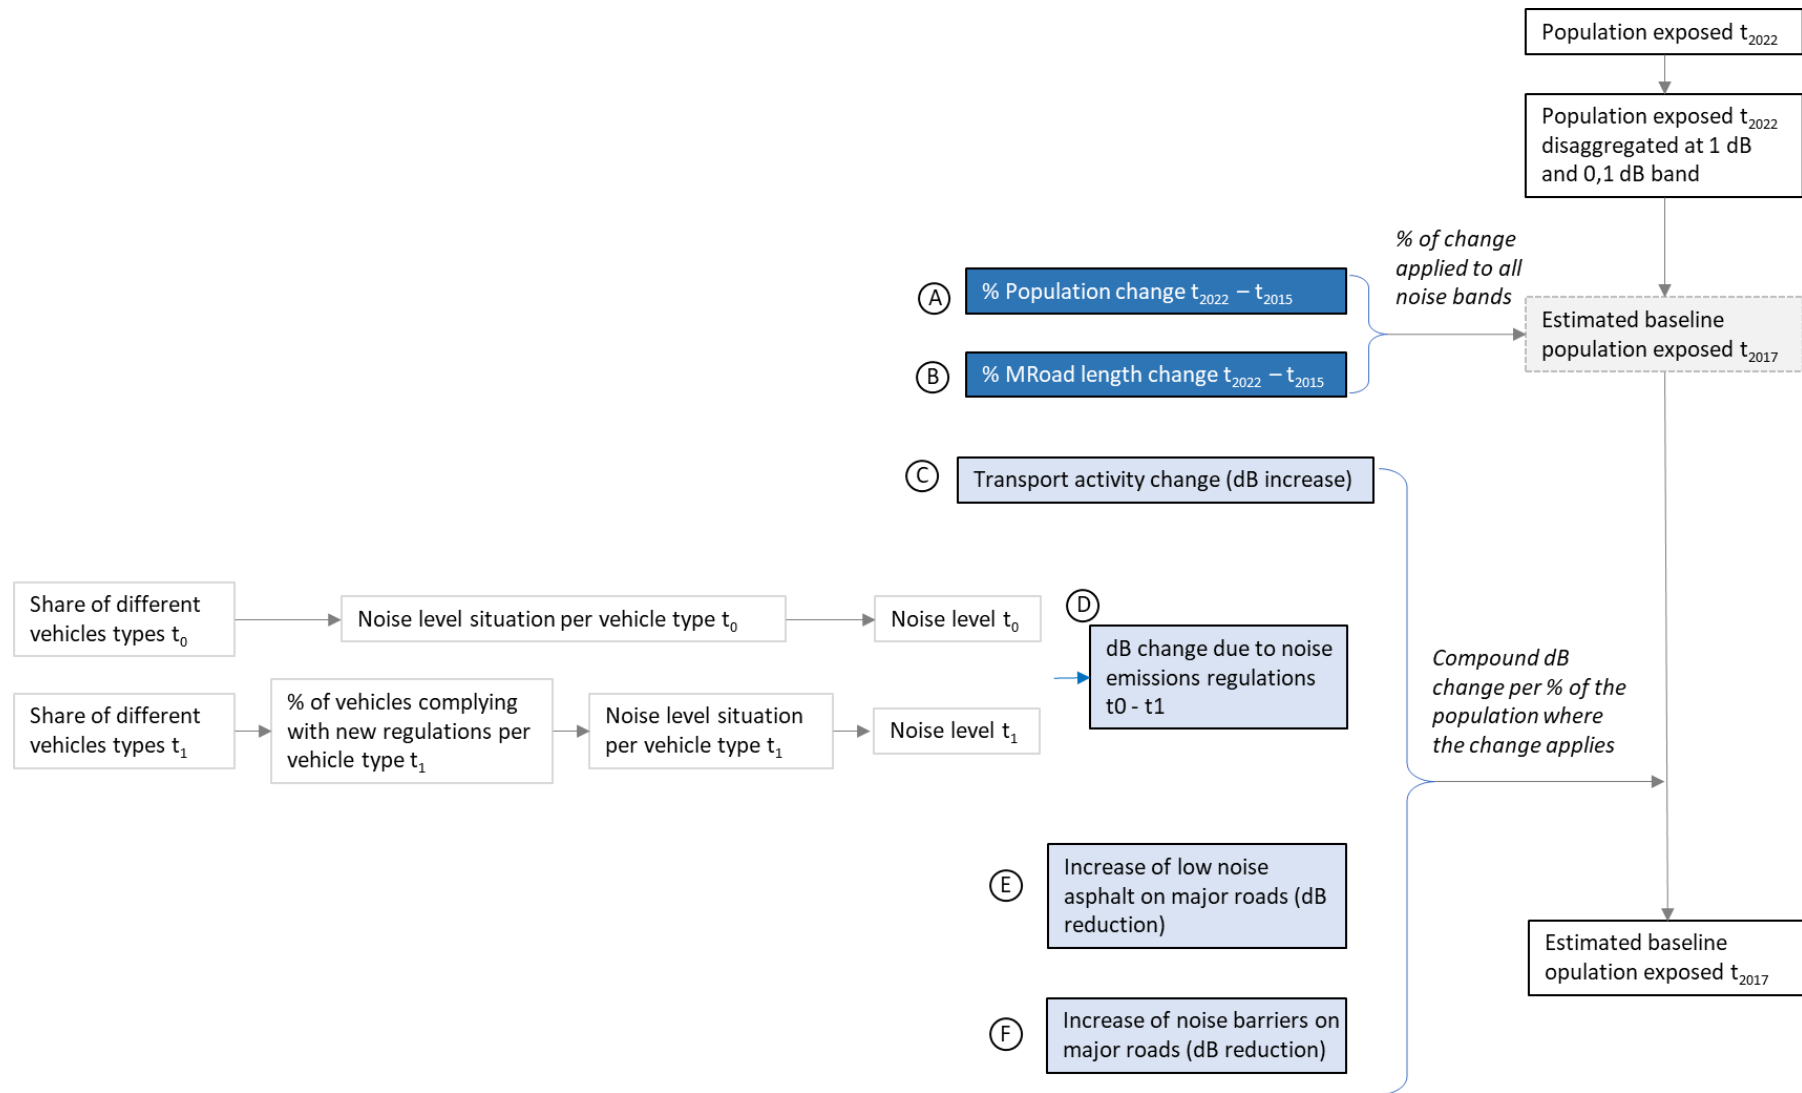 Population exposed t2022
Population exposed t2022
disaggregated at 1 dB
and 0,1 dB band
% of change
applied to all
noise bands
A
% Population change t2022 – t2015
Estimated baseline
population exposed t2017
B
% MRoad length change t2022 – t2015
C
Transport activity change (dB increase)
Share of different
vehicles types t0
Noise level situation per vehicle type t0
Noise level t0
D
dB change due to noise
emissions regulations
t0 - t1
Share of different
vehicles types t1
% of vehicles complying
with new regulations per
vehicle type t1
Noise level situation
per vehicle type t1
Noise level t1
Compound dB
change per % of the
population where
the change applies
E
Increase of low noise
asphalt on major roads (dB
reduction)
Estimated baseline
opulation exposed t2017
F
Increase of noise barriers on
major roads (dB reduction)